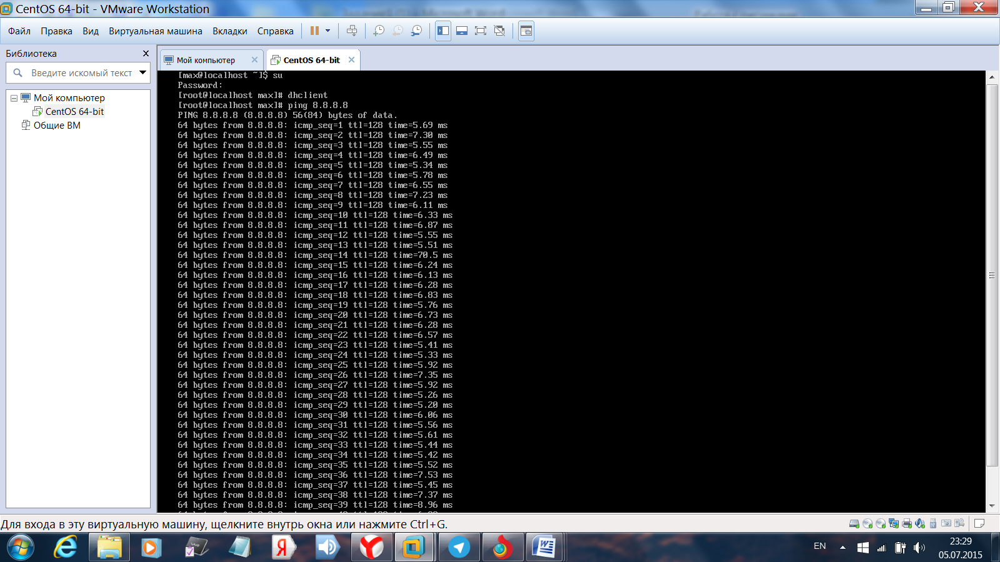 CentOS 64-bit - VMware Workstation
Файл Правка Вид Виртуальная машина Вкладки Справка
Библиотека
Введите искомый текст
Мой компьютер
CentOS 64-bit
Общие ВМ
Мой компьютер
CentOS 64-bit
[max@localhost ~]$ su
Password:
[root@localhost max]# dhclient
[root@localhost max]# ping 8.8.8.8
PING 8.8.8.8 (8.8.8.8) 56(84) bytes of data.
64 bytes from 8.8.8.8: icmp_seq=1 ttl=128 time=5.69 ms
64 bytes from 8.8.8.8: icmp_seq=2 ttl=128 time=7.30 ms
64 bytes from 8.8.8.8: icmp_seq=3 ttl=128 time=5.55 ms
64 bytes from 8.8.8.8: icmp_seq=4 ttl=128 time=6.49 ms
64 bytes from 8.8.8.8: icmp_seq=5 ttl=128 time=5.34 ms
64 bytes from 8.8.8.8: icmp_seq=6 ttl=128 time=5.78 ms
64 bytes from 8.8.8.8: icmp_seq=7 ttl=128 time=6.55 ms
64 bytes from 8.8.8.8: icmp_seq=8 ttl=128 time=7.23 ms
64 bytes from 8.8.8.8: icmp_seq=9 ttl=128 time=6.11 ms
64 bytes from 8.8.8.8: icmp_seq=10 ttl=128 time=6.33 ms
64 bytes from 8.8.8.8: icmp_seq=11 ttl=128 time=6.87 ms
64 bytes from 8.8.8.8: icmp_seq=12 ttl=128 time=5.55 ms
64 bytes from 8.8.8.8: icmp_seq=13 ttl=128 time=5.51 ms
64 bytes from 8.8.8.8: icmp_seq=14 ttl=128 time=70.5 ms
64 bytes from 8.8.8.8: icmp_seq=15 ttl=128 time=6.24 ms
64 bytes from 8.8.8.8: icmp_seq=16 ttl=128 time=6.13 ms
64 bytes from 8.8.8.8: icmp_seq=17 ttl=128 time=6.28 ms
64 bytes from 8.8.8.8: icmp_seq=18 ttl=128 time=6.83 ms
64 bytes from 8.8.8.8: icmp_seq=19 ttl=128 time=5.76 ms
64 bytes from 8.8.8.8: icmp_seq=20 ttl=128 time=6.73 ms
64 bytes from 8.8.8.8: icmp_seq=21 ttl=128 time=6.28 ms
64 bytes from 8.8.8.8: icmp_seq=22 ttl=128 time=6.57 ms
64 bytes from 8.8.8.8: icmp_seq=23 ttl=128 time=5.41 ms
64 bytes from 8.8.8.8: icmp_seq=24 ttl=128 time=5.33 ms
64 bytes from 8.8.8.8: icmp_seq=25 ttl=128 time=5.92 ms
64 bytes from 8.8.8.8: icmp_seq=26 ttl=128 time=7.35 ms
64 bytes from 8.8.8.8: icmp_seq=27 ttl=128 time=5.92 ms
64 bytes from 8.8.8.8: icmp_seq=28 ttl=128 time=5.26 ms
64 bytes from 8.8.8.8: icmp_seq=29 ttl=128 time=5.20 ms
64 bytes from 8.8.8.8: icmp_seq=30 ttl=128 time=6.06 ms
64 bytes from 8.8.8.8: icmp_seq=31 ttl=128 time=5.56 ms
64 bytes from 8.8.8.8: icmp_seq=32 ttl=128 time=5.61 ms
64 bytes from 8.8.8.8: icmp_seq=33 ttl=128 time=5.44 ms
64 bytes from 8.8.8.8: icmp_seq=34 ttl=128 time=5.42 ms
64 bytes from 8.8.8.8: icmp_seq=35 ttl=128 time=5.52 ms
64 bytes from 8.8.8.8: icmp_seq=36 ttl=128 time=7.53 ms
64 bytes from 8.8.8.8: icmp_seq=37 ttl=128 time=5.45 ms
64 bytes from 8.8.8.8: icmp_seq=38 ttl=128 time=7.37 ms
64 bytes from 8.8.8.8: icmp_seq=39 ttl=128 time=8.96 ms
Для входа в эту виртуальную машину, щелкните внутрь окна или нажмите Ctrl+G.
EN
23:29
05.07.2015